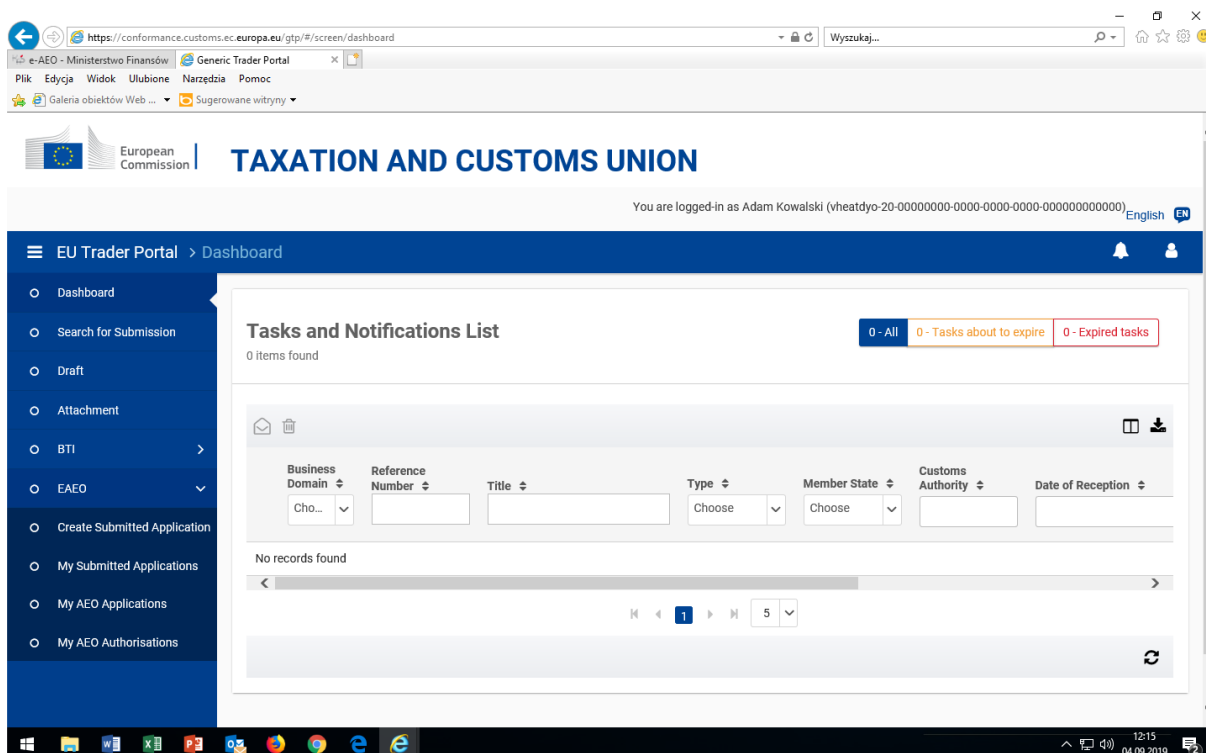 https://conformance.customs.ec.europa.eu/gtp/#/screen/dashboard
Wyszukaj...
e-AEO - Ministerstwo Finansów
Generic Trader Portal
Plik Edycja Widok Ulubione Narzędzia Pomoc
Galeria obiektów Web ...
Sugerowane witryny
European
Commission
TAXATION AND CUSTOMS UNION
You are logged-in as Adam Kowalski (vheatdyo-20-00000000-0000-0000-0000-000000000000)
English EN
EU Trader Portal > Dashboard
Dashboard
Search for Submission
Draft
Attachment
BTI
EAEO
Create Submitted Application
My Submitted Applications
My AEO Applications
My AEO Authorisations
Tasks and Notifications List
0 items found
0 - All
0 - Tasks about to expire
0 - Expired tasks
Business
Domain
Cho...
Reference
Number
Title
Type
Choose
Member State
Choose
Customs
Authority
Date of Reception
No records found
1
5
12:15
04.09.2019